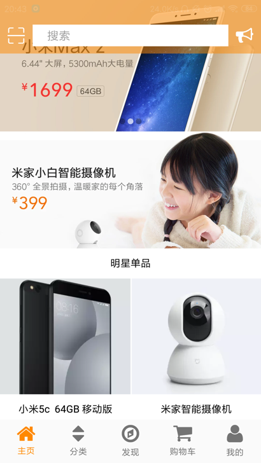 搜索
小米Max 2
6.44" 大屏，5300mAh大电量
¥1699 64GB
米家小白智能摄像机
360° 全景拍摄，温暖家的每个角落
¥399
明星单品
小米5c 64GB 移动版
米家智能摄像机
主页 分类 发现 购物车 我的